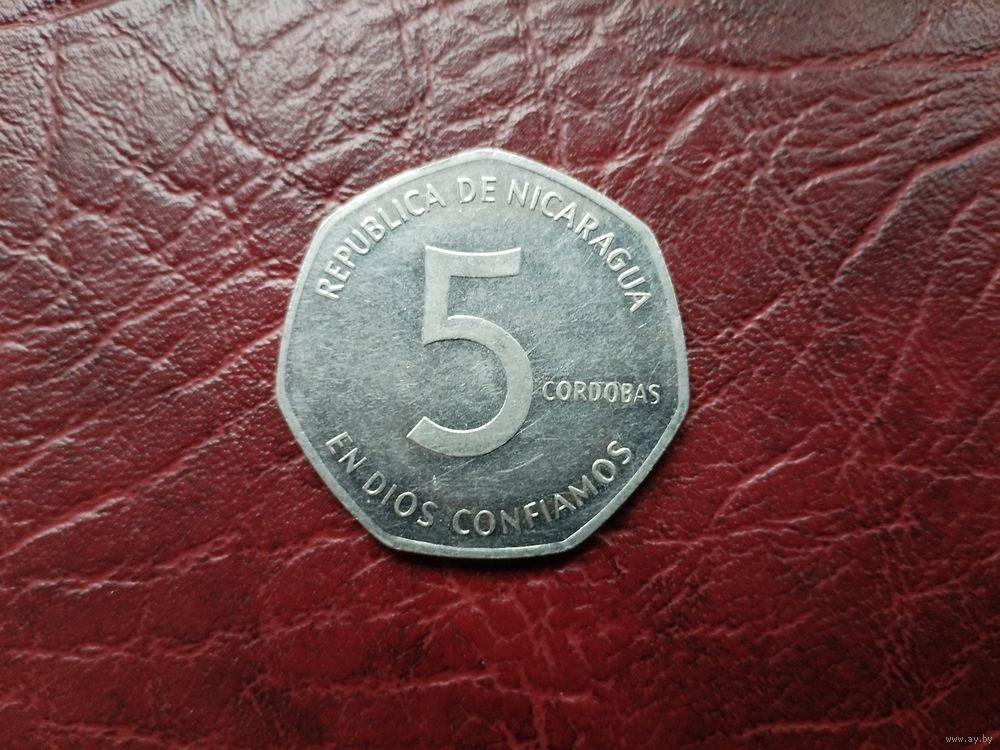 REPUBLICA DE NICARAGUA
5
CORDOBAS
EN DIOS CONFIAMOS
www.ay.by